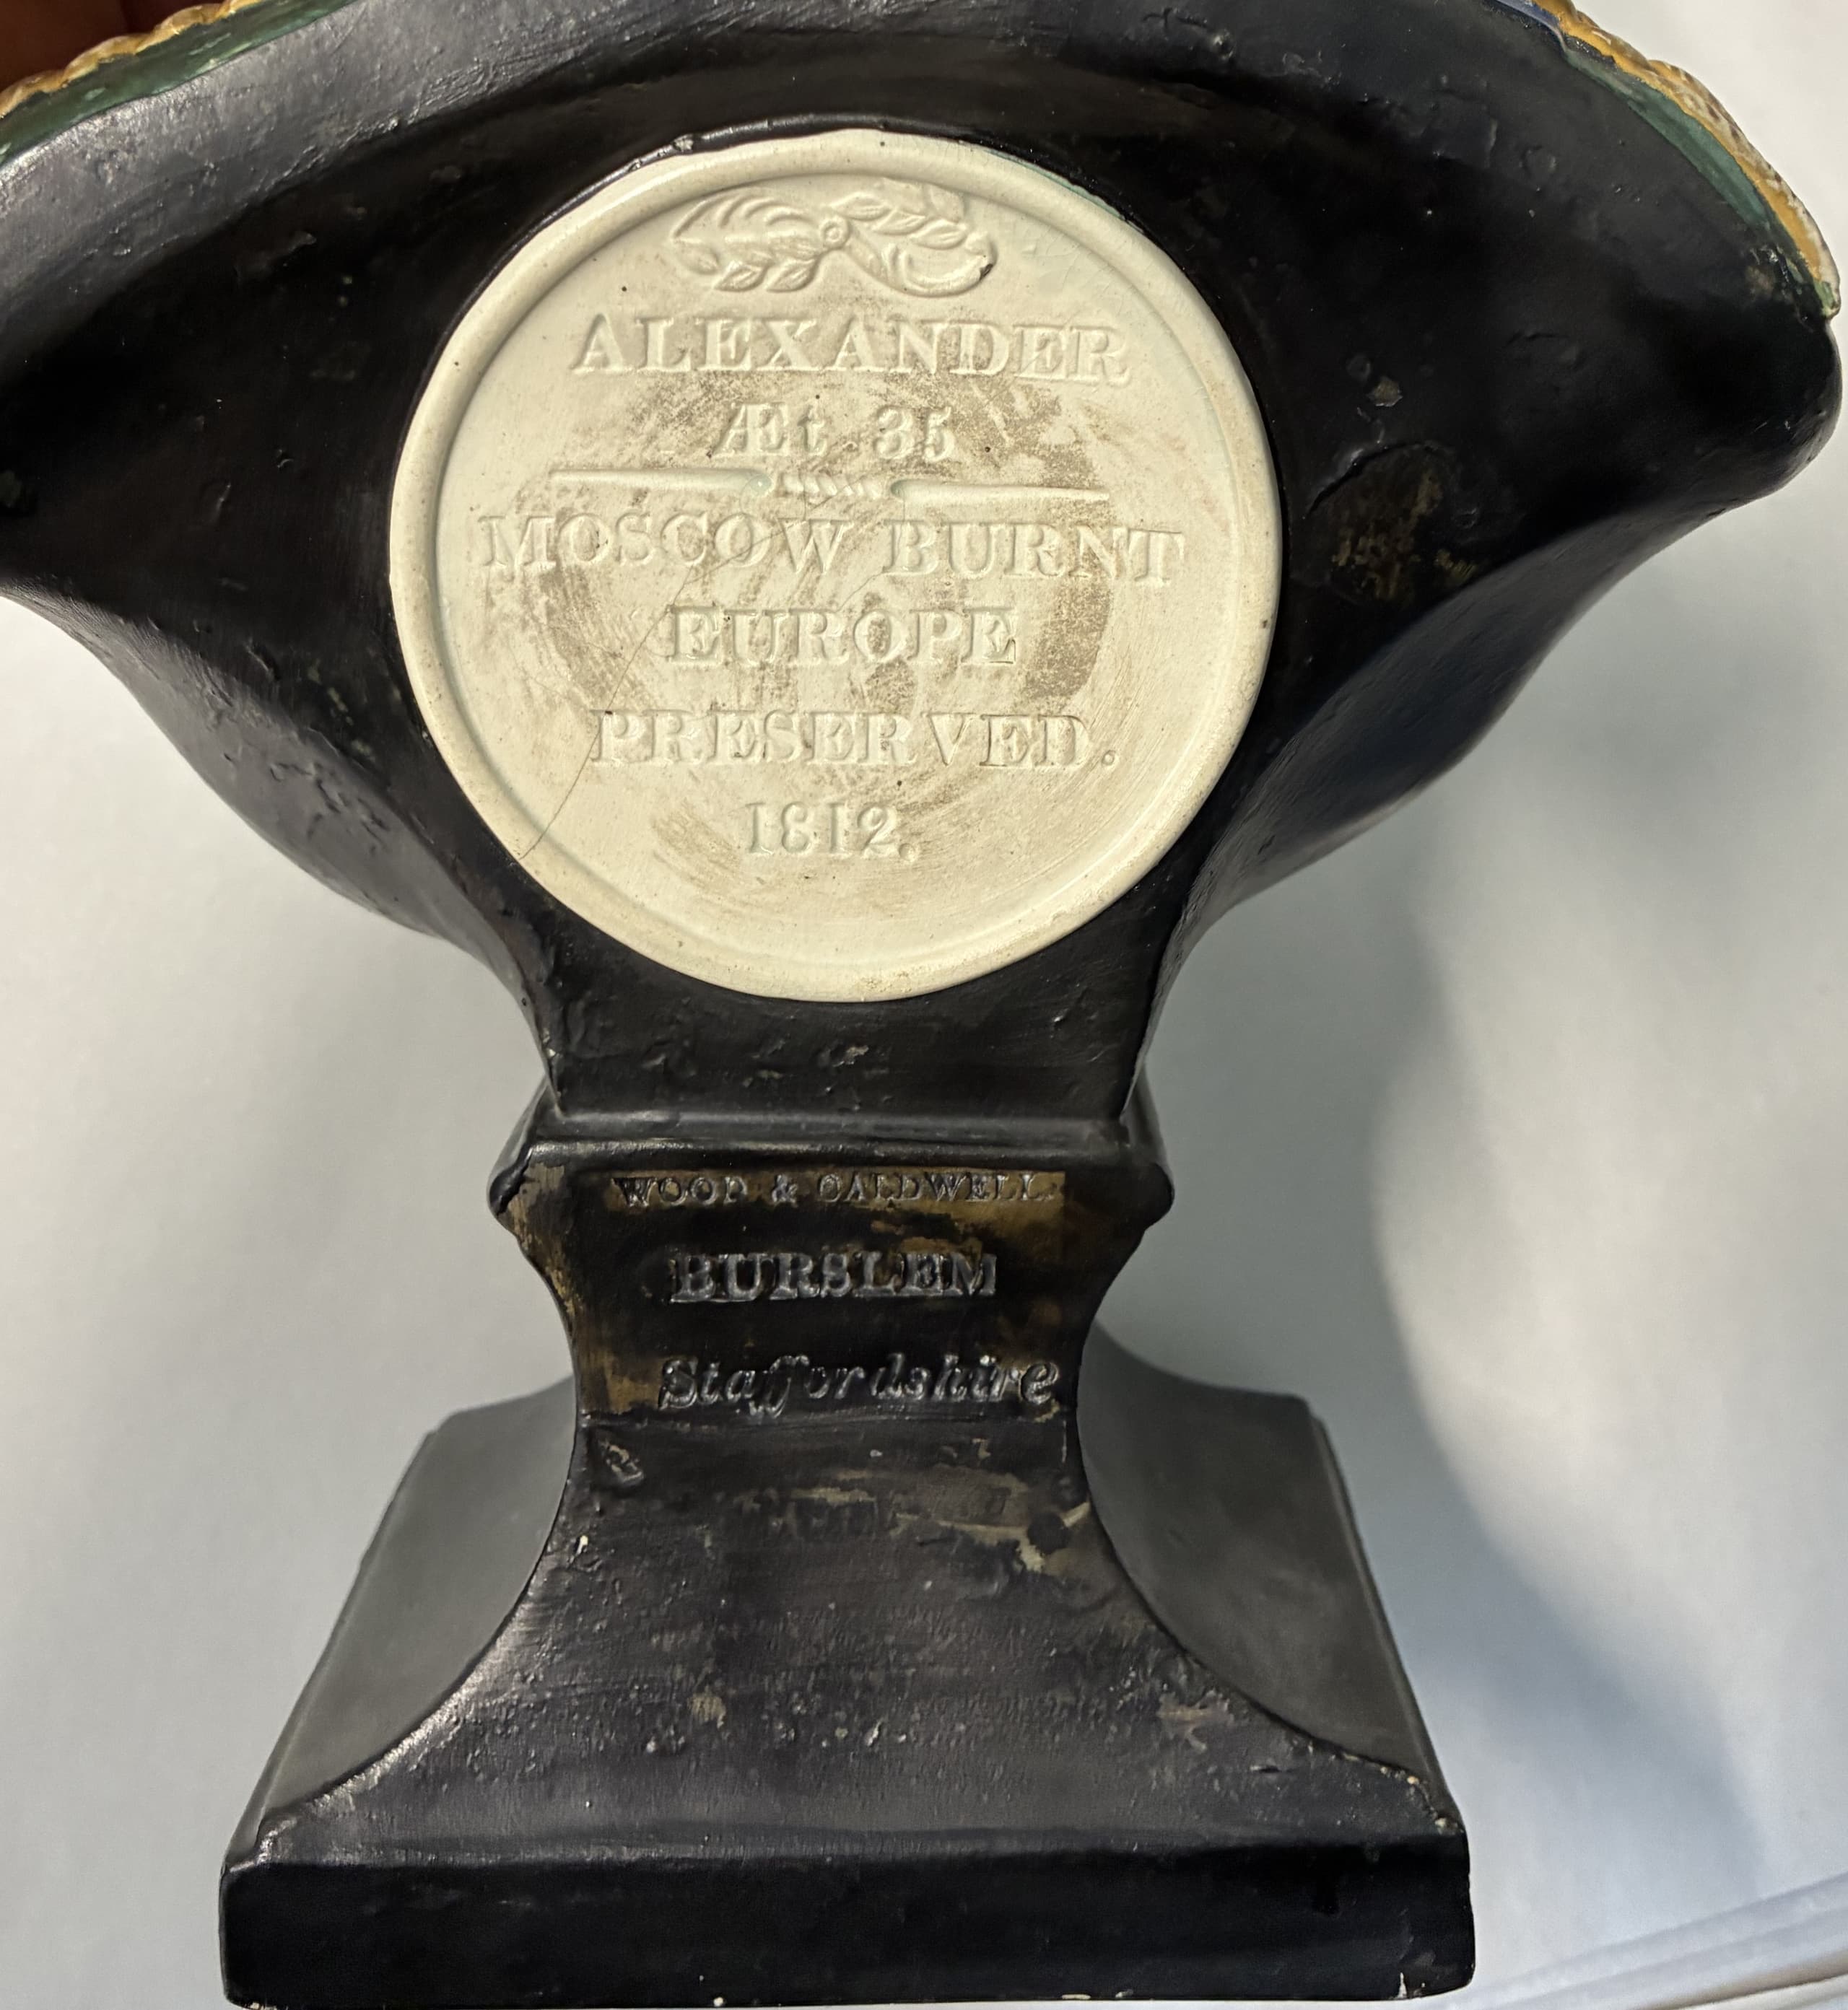 ALEXANDER
Æt 35
MOSCOW BURNT
EUROPE
PRESERVED.
1812.
WOOD & CALDWELL
BURSLEM
Staffordshire